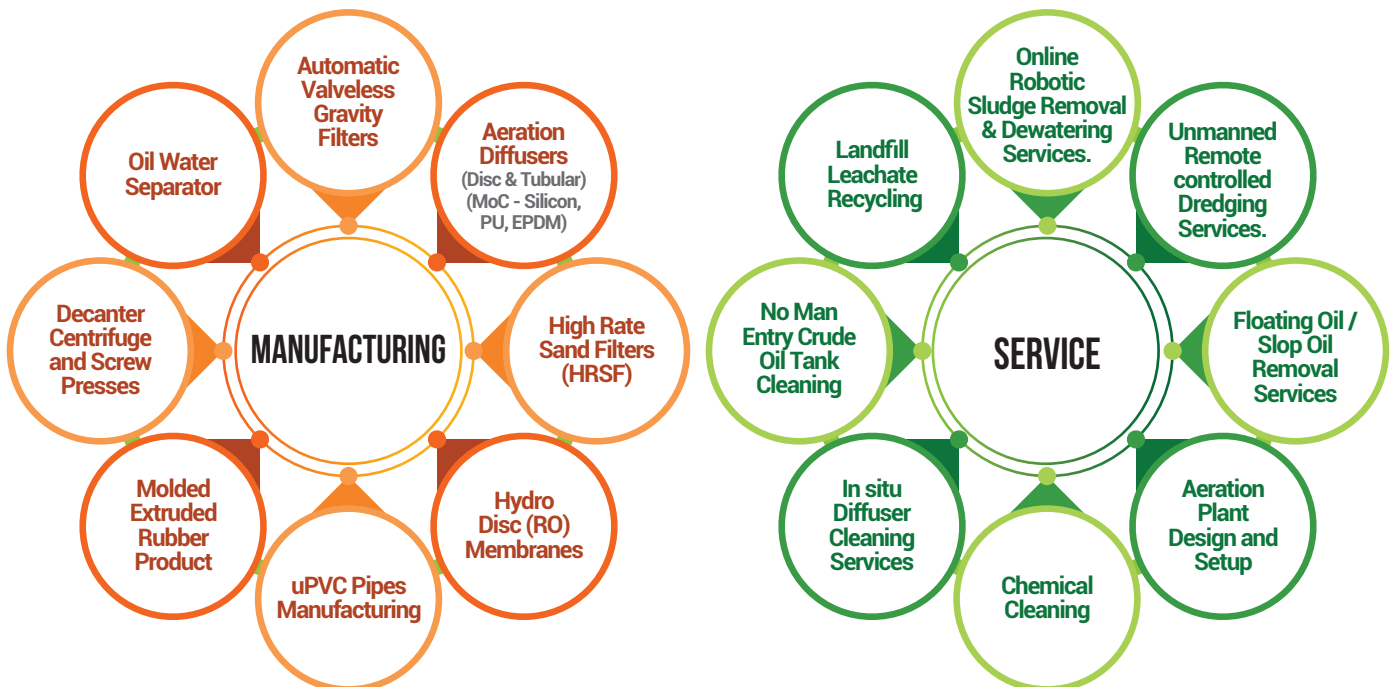 MANUFACTURING
Automatic
Valveless
Gravity
Filters
Aeration
Diffusers
(Disc & Tubular)
(MoC - Silicon,
PU, EPDM)
High Rate
Sand Filters
(HRSF)
Hydro
Disc (RO)
Membranes
uPVC Pipes
Manufacturing
Molded
Extruded
Rubber
Product
Decanter
Centrifuge
and Screw
Presses
Oil Water
Separator
SERVICE
Online
Robotic
Sludge Removal
& Dewatering
Services.
Unmanned
Remote
controlled
Dredging
Services.
Floating Oil /
Slop Oil
Removal
Services
Aeration
Plant
Design and
Setup
Chemical
Cleaning
In situ
Diffuser
Cleaning
Services
No Man
Entry Crude
Oil Tank
Cleaning
Landfill
Leachate
Recycling